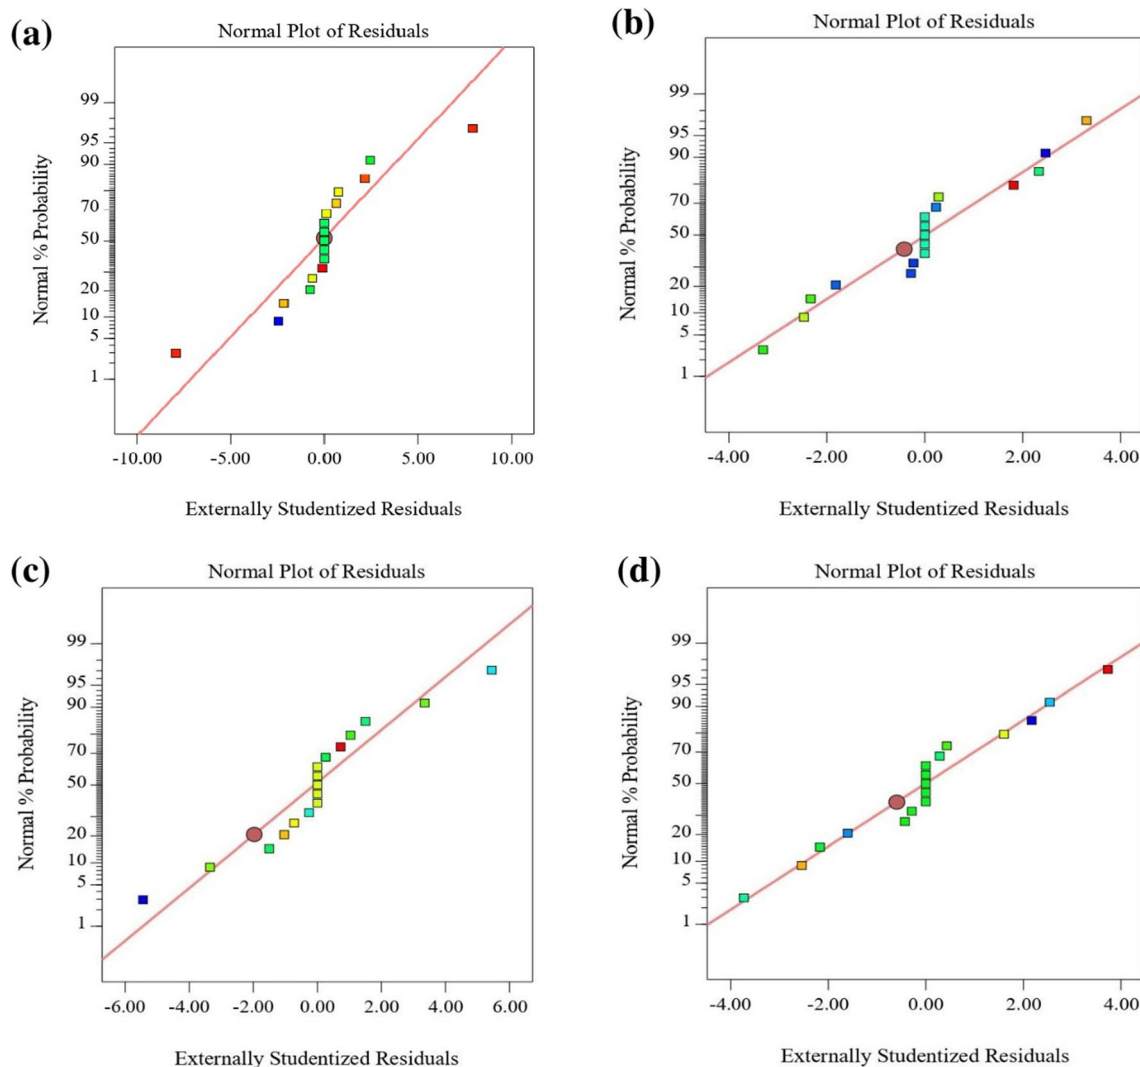 (a)
Normal Plot of Residuals
Normal % Probability
99
95
90
70
50
20
10
5
1
-10.00 -5.00 0.00 5.00 10.00
Externally Studentized Residuals
(b)
Normal Plot of Residuals
Normal % Probability
99
95
90
70
50
20
10
5
1
-4.00 -2.00 0.00 2.00 4.00
Externally Studentized Residuals
(c)
Normal Plot of Residuals
Normal % Probability
99
95
90
70
50
20
10
5
1
-6.00 -4.00 -2.00 0.00 2.00 4.00 6.00
Externally Studentized Residuals
(d)
Normal Plot of Residuals
Normal % Probability
99
95
90
70
50
20
10
5
1
-4.00 -2.00 0.00 2.00 4.00
Externally Studentized Residuals